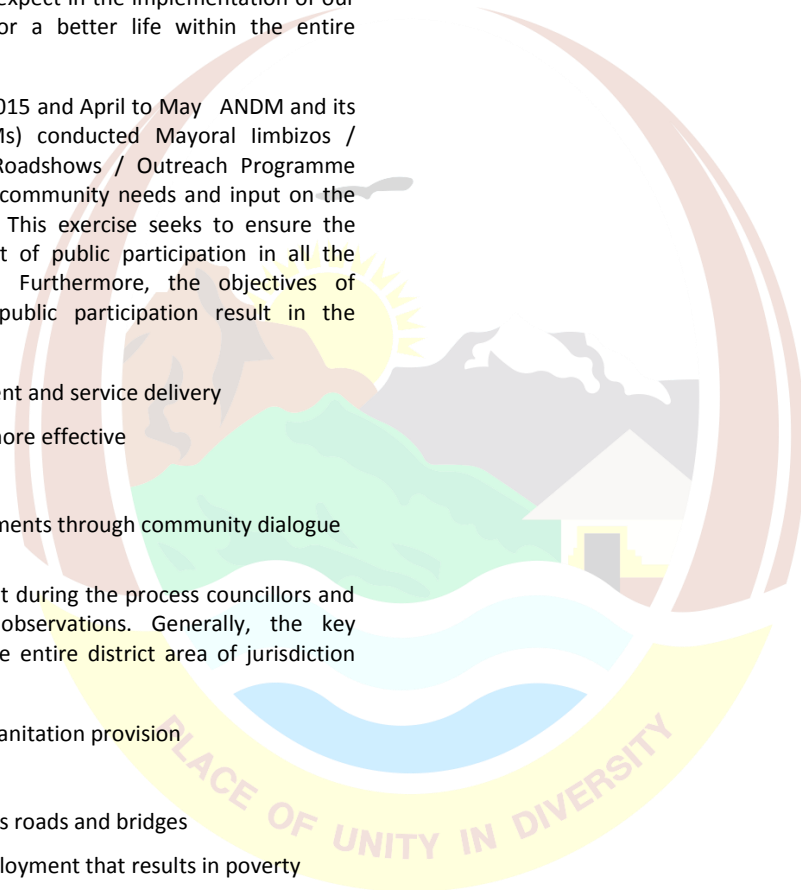 expect in the implementation of our
or a better life within the entire
015 and April to May ANDM and its
Ms) conducted Mayoral Iimbizos /
Roadshows / Outreach Programme
community needs and input on the
This exercise seeks to ensure the
t of public participation in all the
Furthermore, the objectives of
public participation result in the
ent and service delivery
more effective
ments through community dialogue
t during the process councillors and
observations. Generally, the key
e entire district area of jurisdiction
anitation provision
s roads and bridges
loyment that results in poverty
PLACE OF UNITY IN DIVERSITY